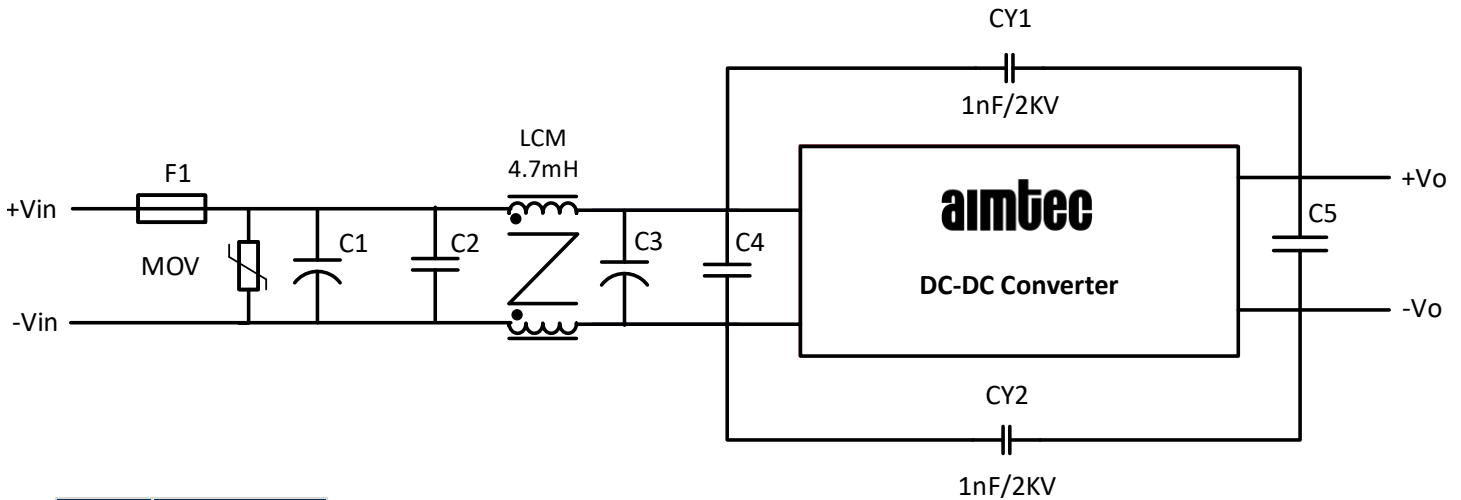 CY1
1nF/2KV
LCM
4.7mH
F1
+Vin
MOV
C1
C2
C3
C4
aimtec
DC-DC Converter
+Vo
C5
-Vin
-Vo
CY2
1nF/2KV